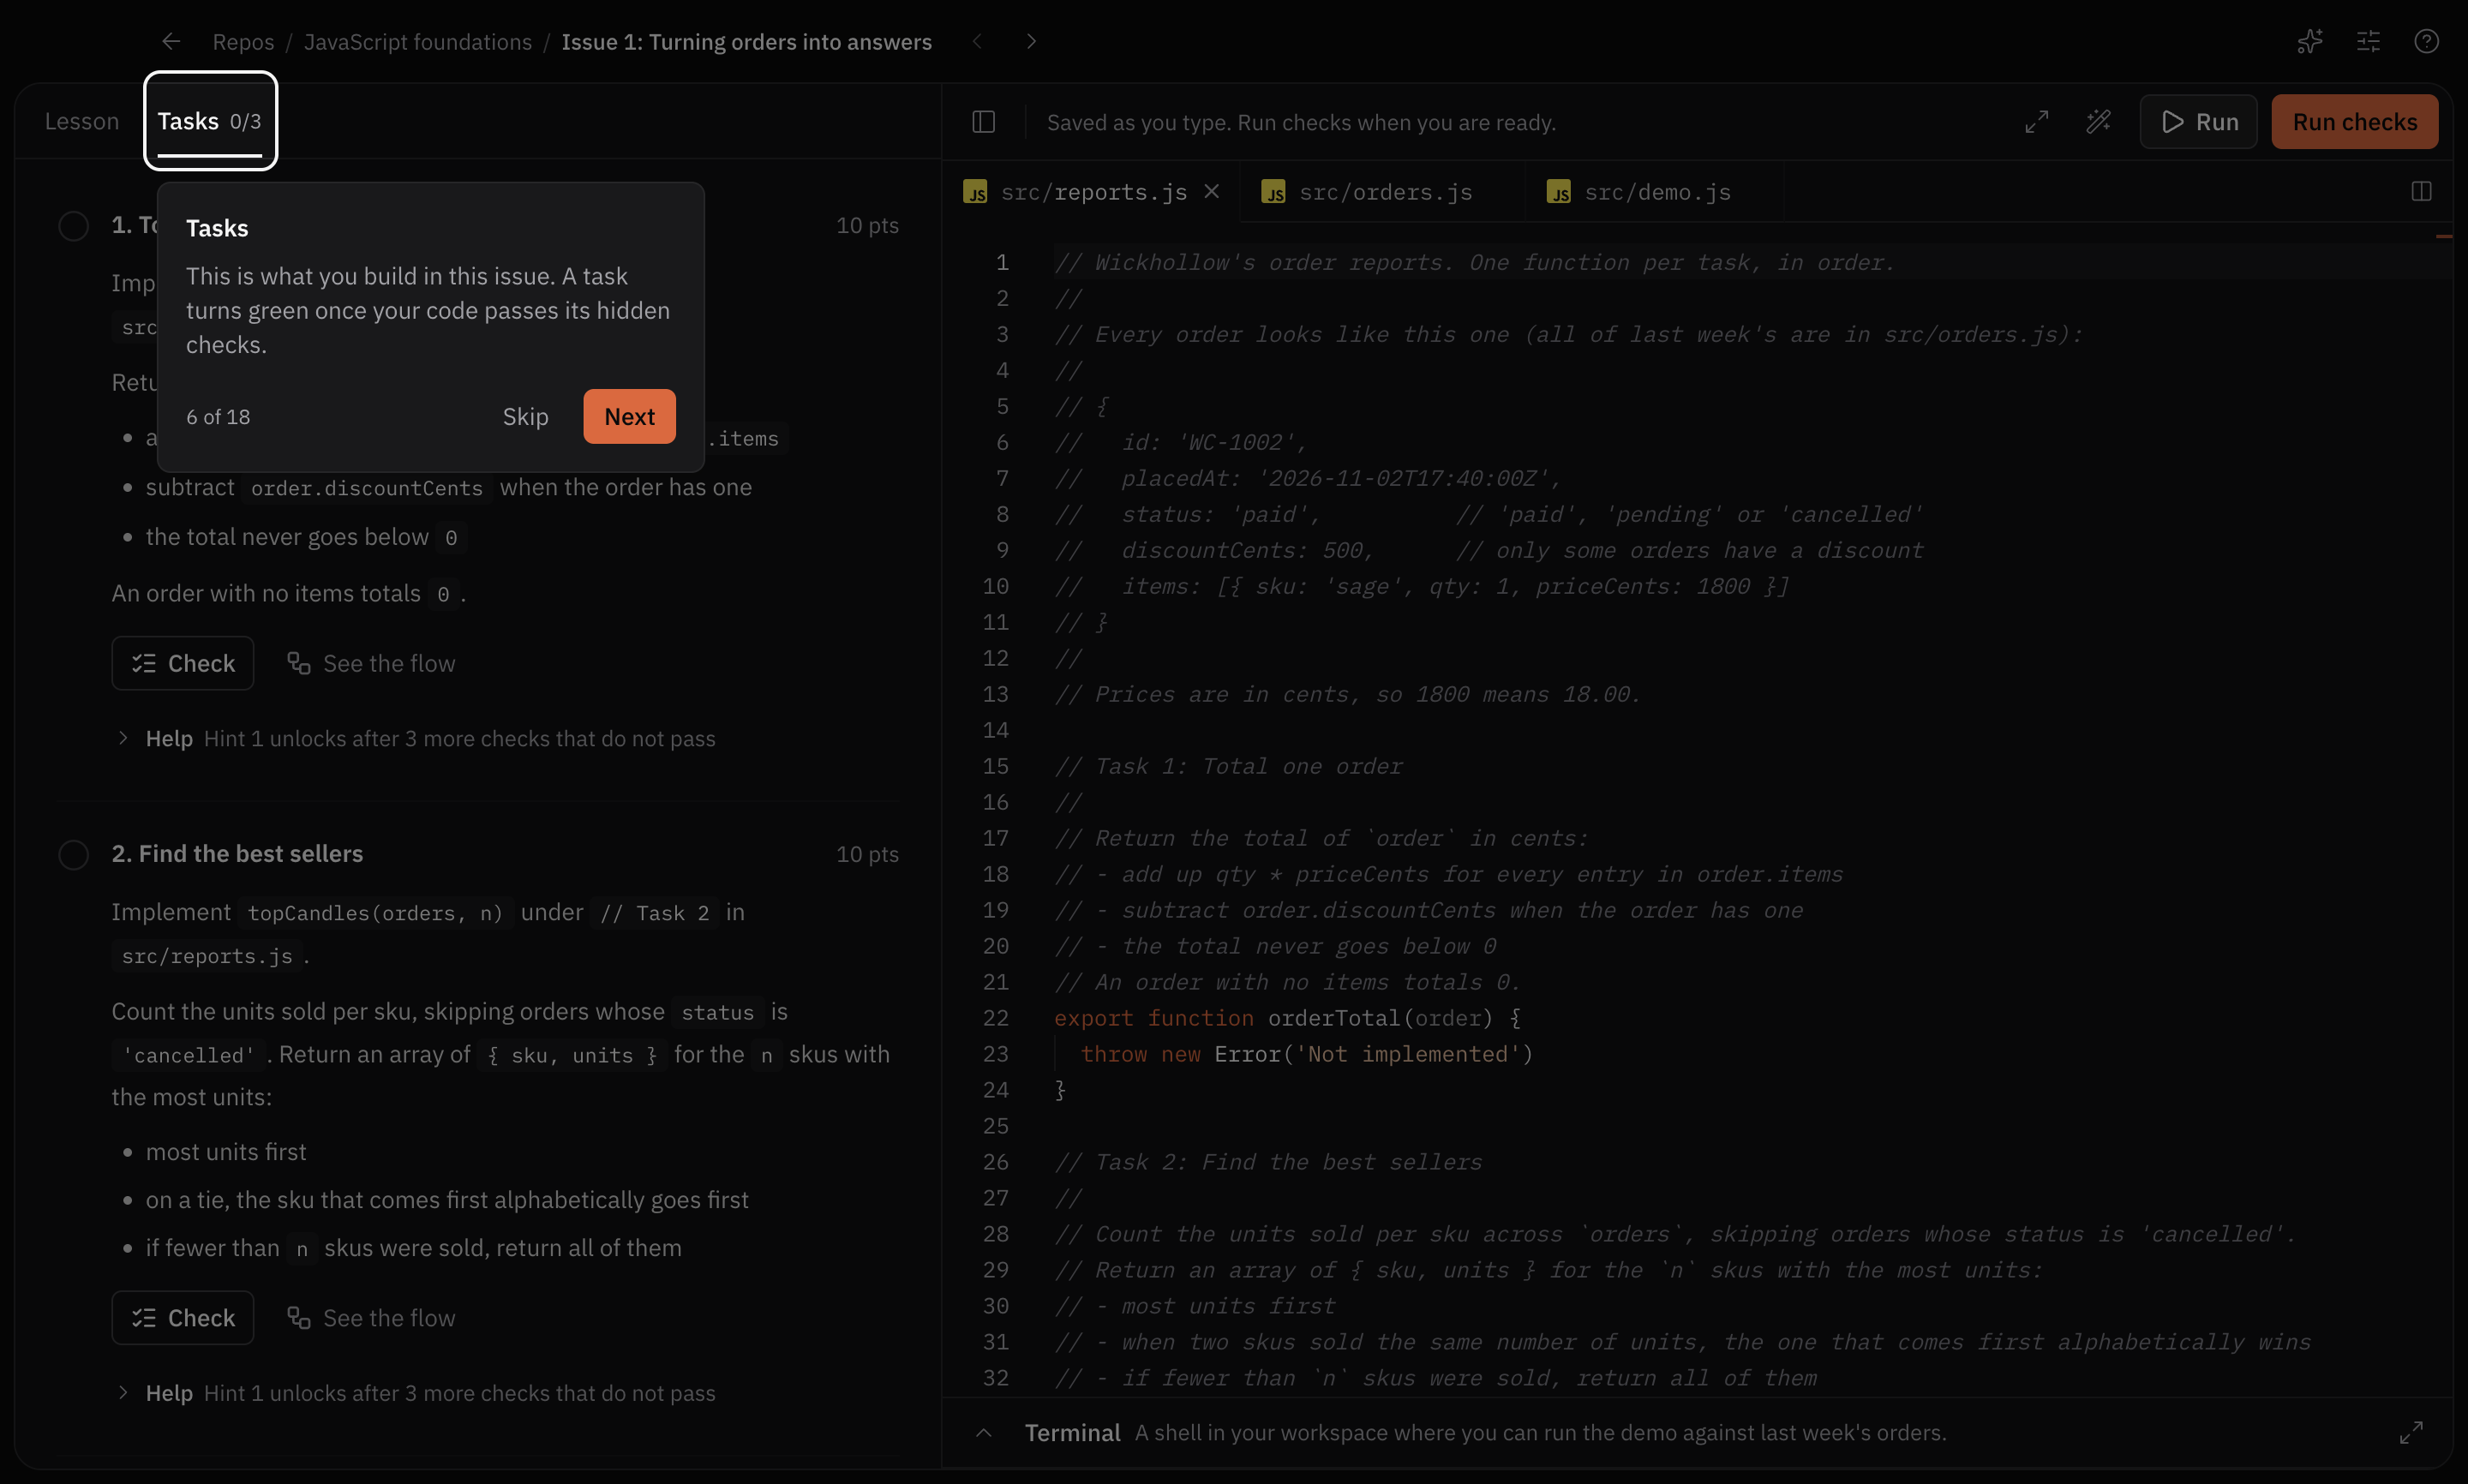 Repos / JavaScript foundations / Issue 1: Turning orders into answers
Lesson
Tasks 0/3
Tasks
This is what you build in this issue. A task
turns green once your code passes its hidden
checks.
6 of 18
Skip
Next
1. To
10 pts
Imp
src
Retu
a
.items
subtract order.discountCents when the order has one
the total never goes below 0
An order with no items totals 0.
Check
See the flow
Help Hint 1 unlocks after 3 more checks that do not pass
2. Find the best sellers
10 pts
Implement topCandles(orders, n) under // Task 2 in
src/reports.js.
Count the units sold per sku, skipping orders whose status is
'cancelled'. Return an array of { sku, units } for the n skus with
the most units:
most units first
on a tie, the sku that comes first alphabetically goes first
if fewer than n skus were sold, return all of them
Check
See the flow
Help Hint 1 unlocks after 3 more checks that do not pass
Saved as you type. Run checks when you are ready.
Run
Run checks
JS src/reports.js
JS src/orders.js
JS src/demo.js
1 // Wickhollow's order reports. One function per task, in order.
2 //
3 // Every order looks like this one (all of last week's are in src/orders.js):
4 //
5 // {
6 //   id: 'WC-1002',
7 //   placedAt: '2026-11-02T17:40:00Z',
8 //   status: 'paid',          // 'paid', 'pending' or 'cancelled'
9 //   discountCents: 500,      // only some orders have a discount
10 //   items: [{ sku: 'sage', qty: 1, priceCents: 1800 }]
11 // }
12 //
13 // Prices are in cents, so 1800 means 18.00.
14
15 // Task 1: Total one order
16 //
17 // Return the total of `order` in cents:
18 // - add up qty * priceCents for every entry in order.items
19 // - subtract order.discountCents when the order has one
20 // - the total never goes below 0
21 // An order with no items totals 0.
22 export function orderTotal(order) {
23   throw new Error('Not implemented')
24 }
25
26 // Task 2: Find the best sellers
27 //
28 // Count the units sold per sku across `orders`, skipping orders whose status is 'cancelled'.
29 // Return an array of { sku, units } for the `n` skus with the most units:
30 // - most units first
31 // - when two skus sold the same number of units, the one that comes first alphabetically wins
32 // - if fewer than `n` skus were sold, return all of them
Terminal A shell in your workspace where you can run the demo against last week's orders.